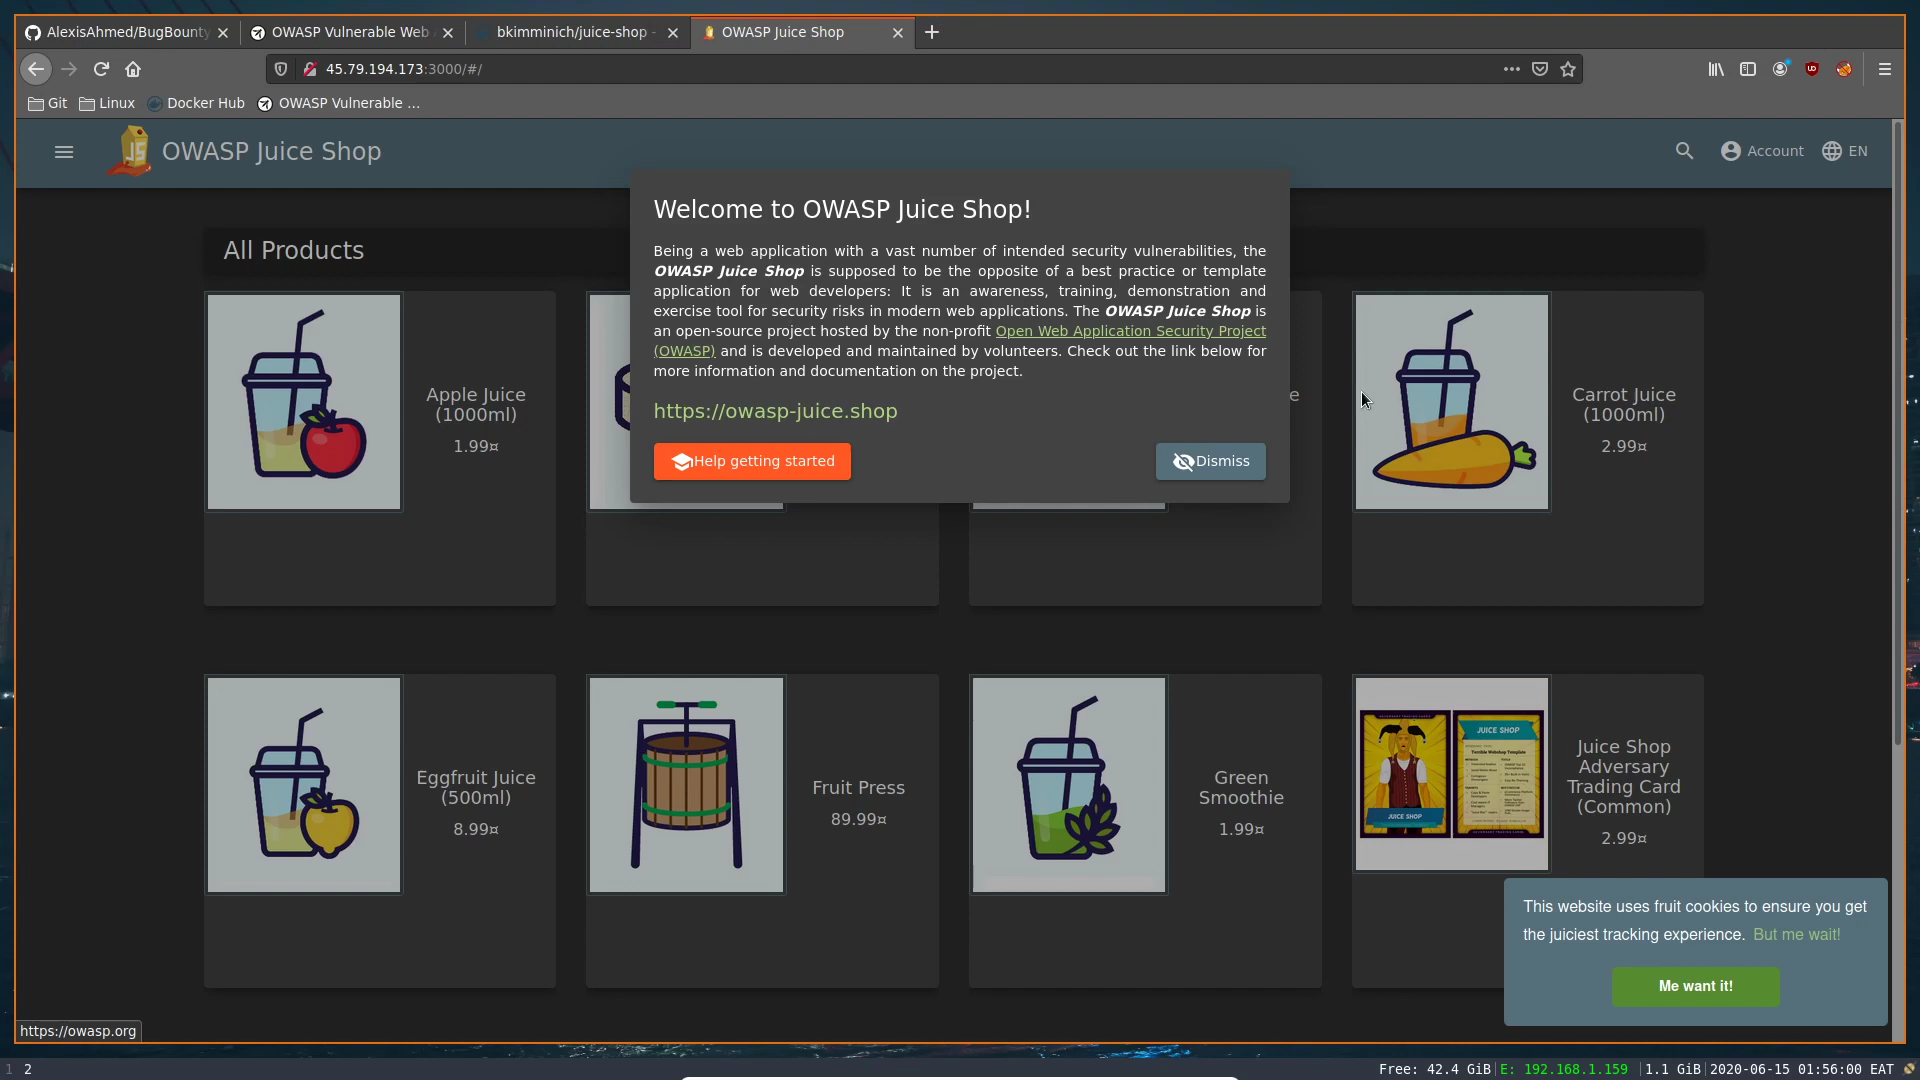 AlexisAhmed/BugBounty
OWASP Vulnerable Web
bkimminich/juice-shop -
OWASP Juice Shop
45.79.194.173:3000/#/
Git
Linux
Docker Hub
OWASP Vulnerable ...
OWASP Juice Shop
Account
EN
All Products
Welcome to OWASP Juice Shop!
Being a web application with a vast number of intended security vulnerabilities, the
OWASP Juice Shop is supposed to be the opposite of a best practice or template
application for web developers: It is an awareness, training, demonstration and
exercise tool for security risks in modern web applications. The OWASP Juice Shop is
an open-source project hosted by the non-profit Open Web Application Security Project
(OWASP) and is developed and maintained by volunteers. Check out the link below for
more information and documentation on the project.
https://owasp-juice.shop
Help getting started
Dismiss
Apple Juice
(1000ml)
1.99¤
e
Carrot Juice
(1000ml)
2.99¤
Eggfruit Juice
(500ml)
8.99¤
Fruit Press
89.99¤
Green
Smoothie
1.99¤
JUICE SHOP
JUICE SHOP
Terrible Webshop Template
Juice Shop
Adversary
Trading Card
(Common)
2.99¤
This website uses fruit cookies to ensure you get
the juiciest tracking experience. But me wait!
Me want it!
https://owasp.org
1 2
Free: 42.4 GiB|E: 192.168.1.159 |1.1 GiB|2020-06-15 01:56:00 EAT